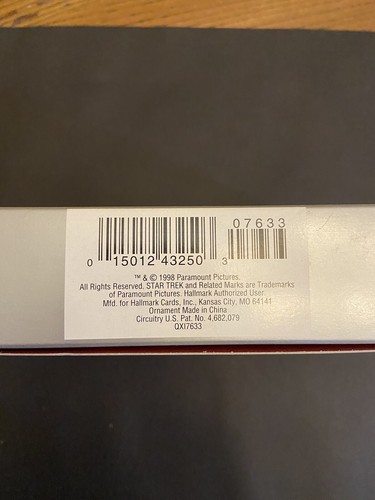 07633
0 15012 43250 3
™ & © 1998 Paramount Pictures.
All Rights Reserved. STAR TREK and Related Marks are Trademarks
of Paramount Pictures. Hallmark Authorized User.
Mfd. for Hallmark Cards, Inc., Kansas City, MO 64141
Ornament Made in China
Circuitry U.S. Pat. No. 4,682,079
QXI7633